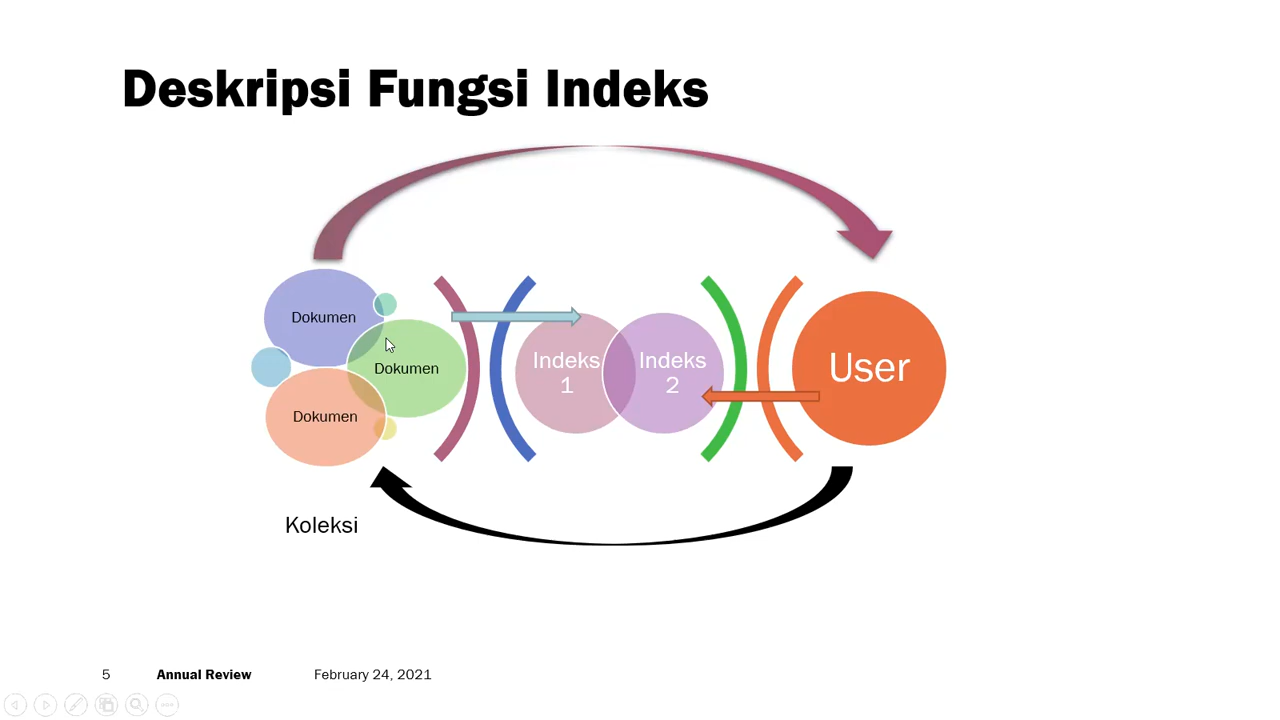 Deskripsi Fungsi Indeks
Dokumen
Dokumen
Dokumen
Koleksi
Indeks
1
Indeks
2
User
5
Annual Review
February 24, 2021